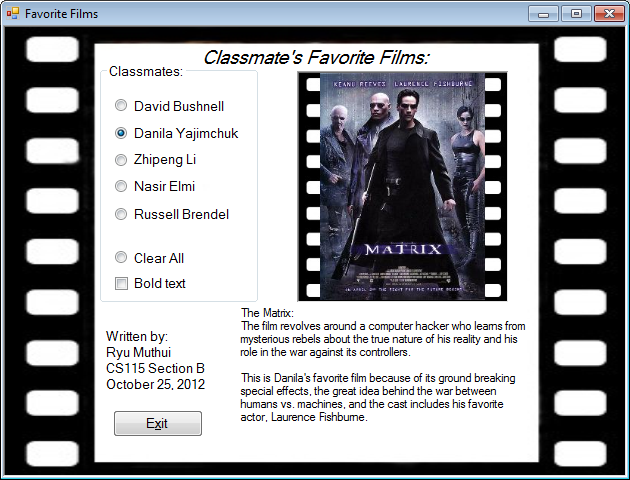 Favorite Films
Classmate's Favorite Films:
Classmates:
David Bushnell
Danila Yajimchuk
Zhipeng Li
Nasir Elmi
Russell Brendel
Clear All
Bold text
KEANU REEVES LAURENCE FISHBURNE
MATRIX
The Matrix:
The film revolves around a computer hacker who learns from
mysterious rebels about the true nature of his reality and his
role in the war against its controllers.
This is Danila's favorite film because of its ground breaking
special effects, the great idea behind the war between
humans vs. machines, and the cast includes his favorite
actor, Laurence Fishburne.
Written by:
Ryu Muthui
CS115 Section B
October 25, 2012
Exit